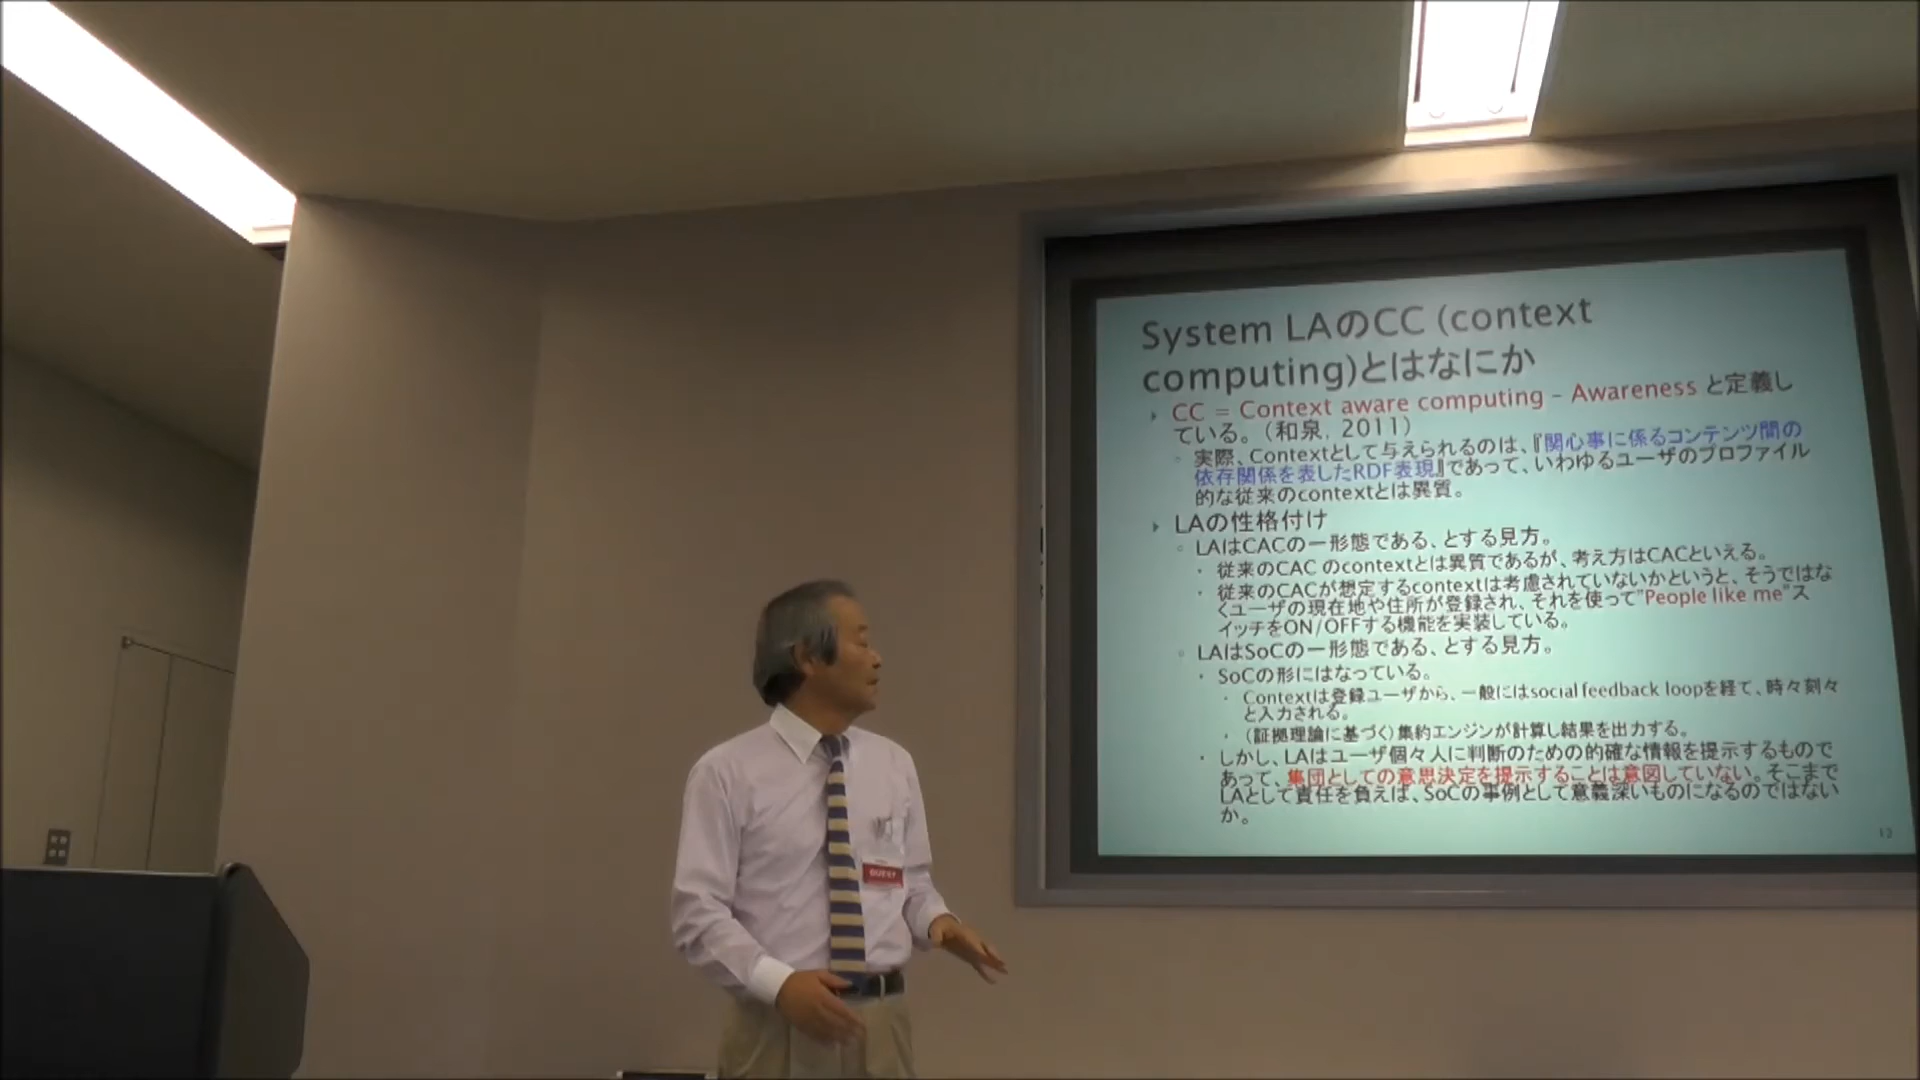 System LAのCC (context
computing)とはなにか
CC = Context aware computing – Awareness と定義し
ている。（和泉, 2011）
実際、Contextとして与えられるのは、『関心事に係るコンテンツ間の
依存関係を表したRDF表現』であって、いわゆるユーザのプロファイル
的な従来のcontextとは異質。
LAの性格付け
LAはCACの一形態である、とする見方。
従来のCAC のcontextとは異質であるが、考え方はCACといえる。
従来のCACが想定するcontextは考慮されていないかというと、そうではな
くユーザの現在地や住所が登録され、それを使って"People like me"ス
イッチをON/OFFする機能を実装している。
LAはSoCの一形態である、とする見方。
SoCの形にはなっている。
Contextは登録ユーザから、一般にはsocial feedback loopを経て、時々刻々
と入力される。
（証拠理論に基づく）集約エンジンが計算し結果を出力する。
しかし、LAはユーザ個々人に判断のための的確な情報を提示するもので
あって、集団としての意思決定を提示することは意図していない。そこまで
LAとして責任を負えば、SoCの事例として意義深いものになるのではない
か。
12
GUEST